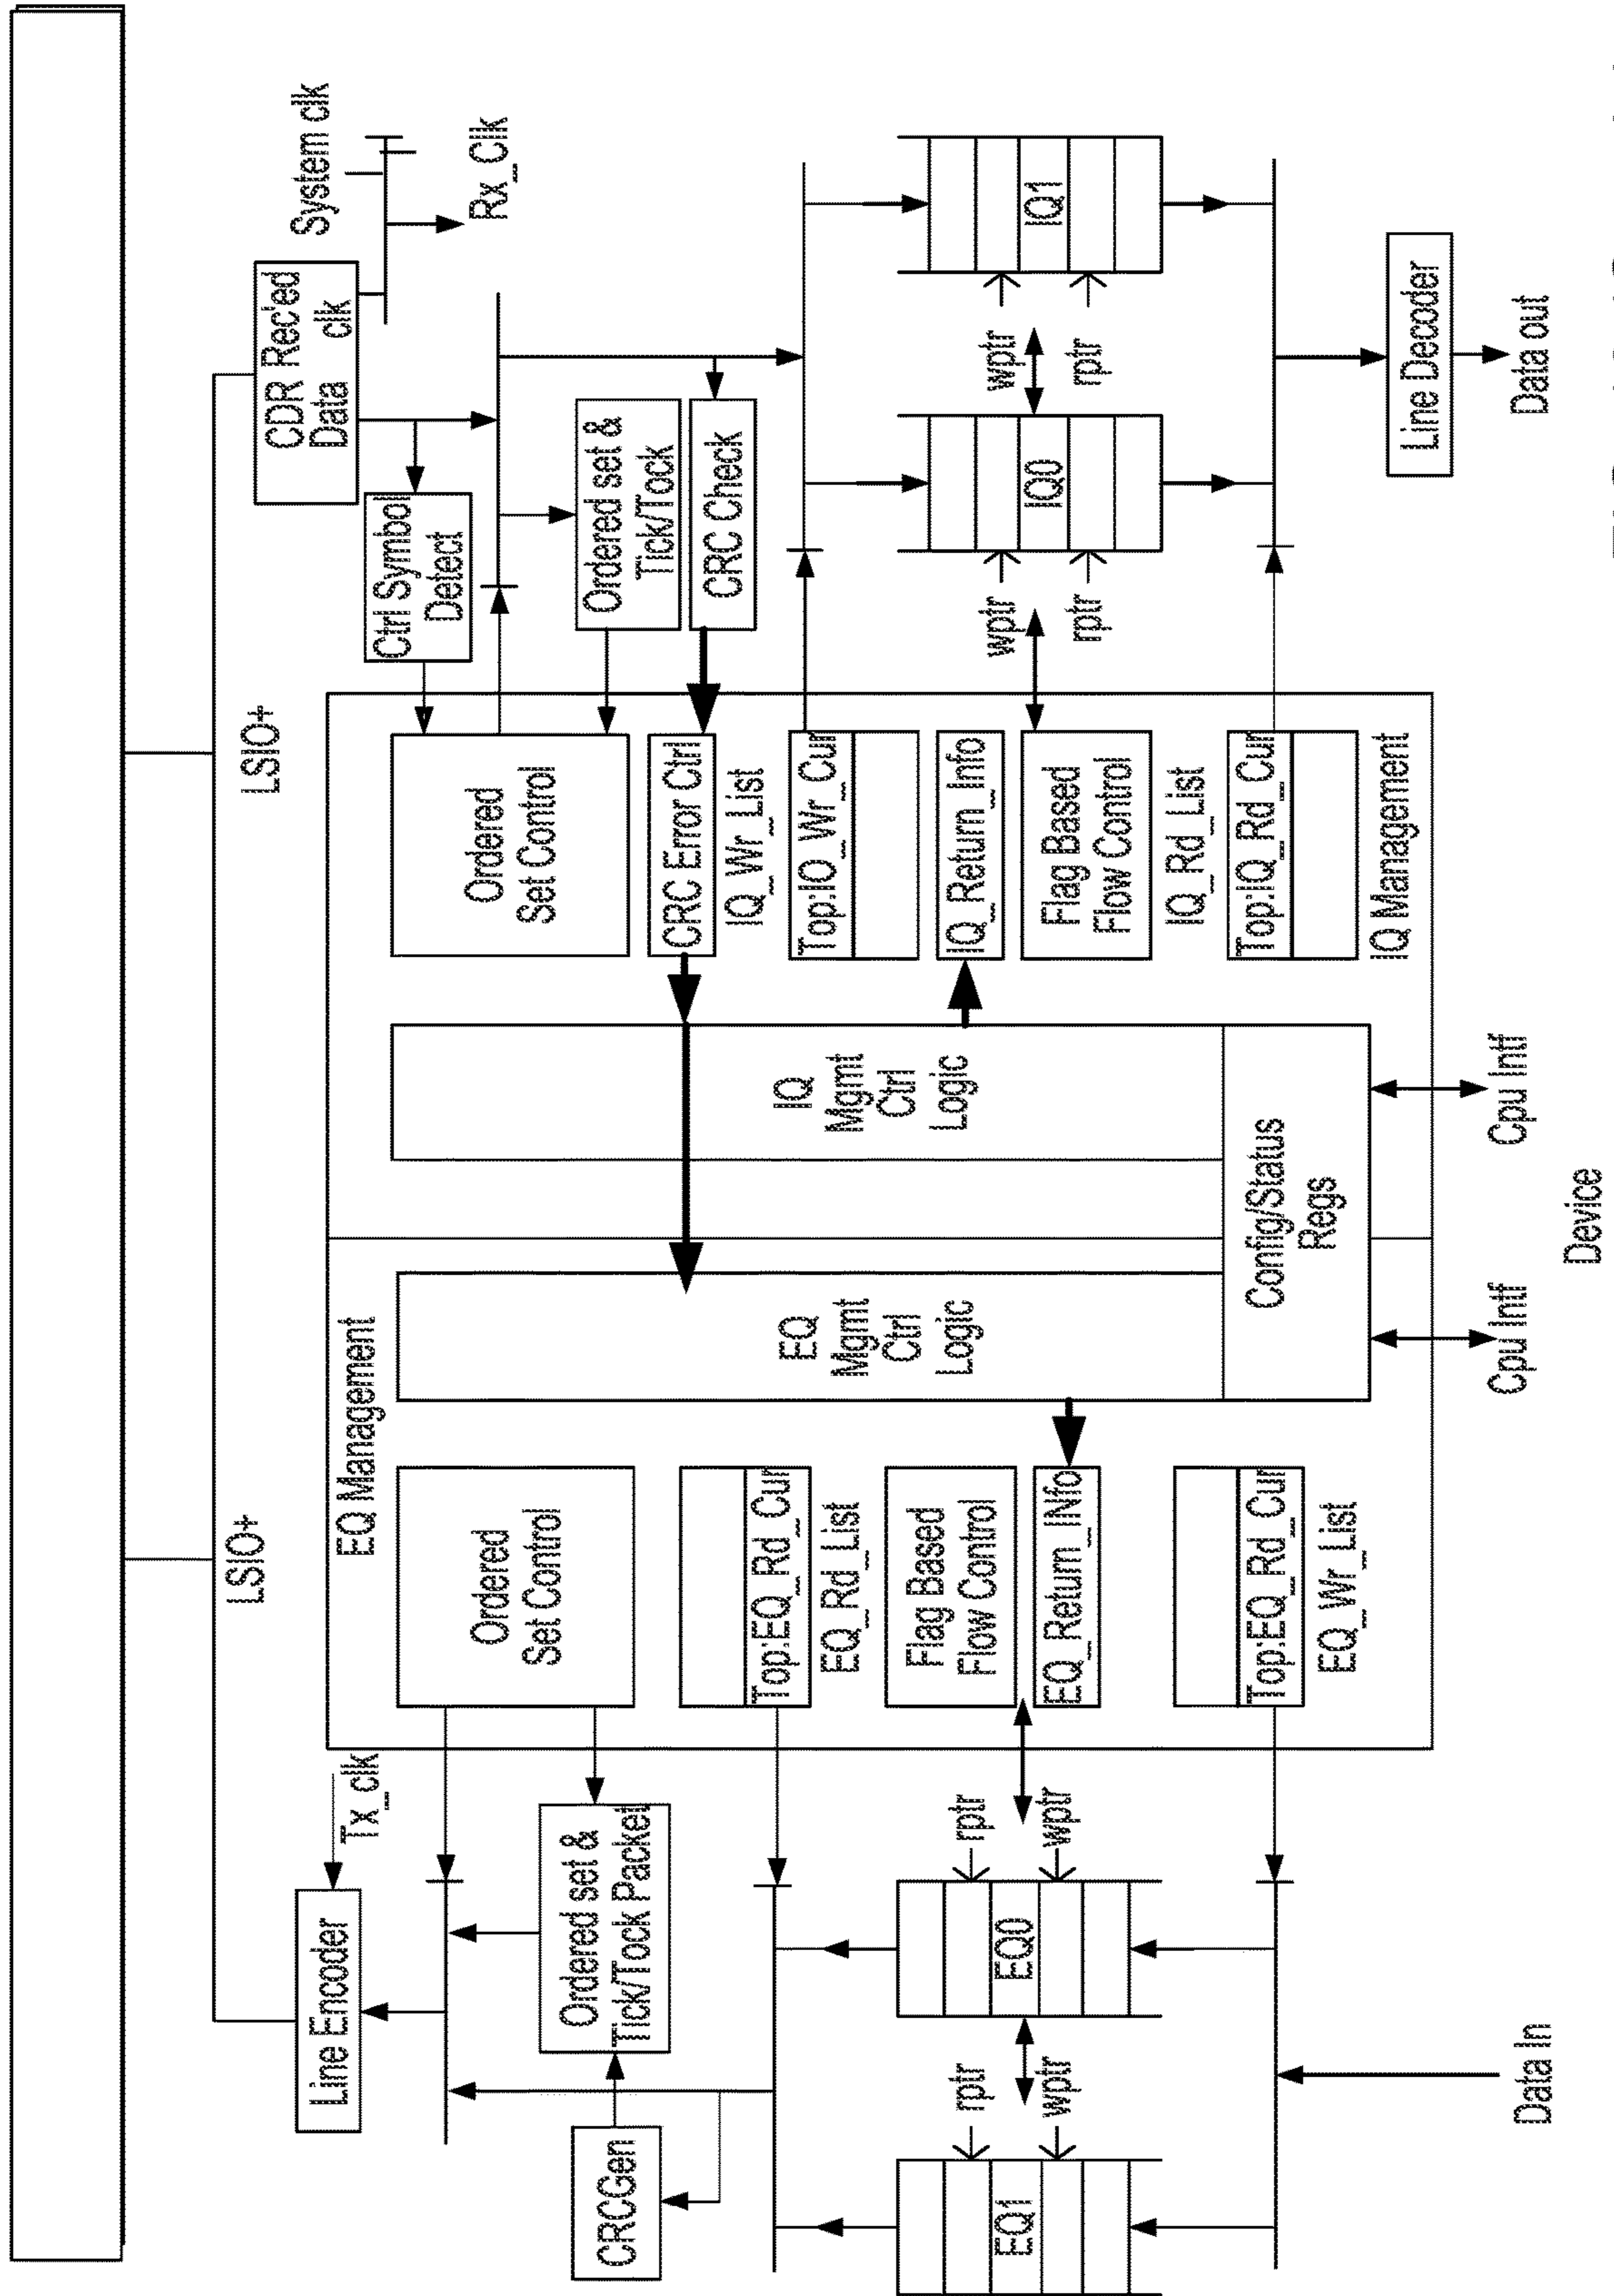 LSIO+
LSIO+
Line Encoder
Tx_clk
CRCGen
Ordered set &
Tick/Tock Packet
EQ1
EQ0
rptr
wptr
rptr
wptr
Data In
EQ Management
Ordered
Set Control
Top:EQ_Rd_Cur
EQ_Rd_List
Flag Based
Flow Control
EQ_Return_INfo
Top:EQ_Rd_Cur
EQ_Wr_List
EQ
Mgmt
Ctrl
Logic
IQ
Mgmt
Ctrl
Logic
Config/Status
Regs
Cpu Intf
Cpu Intf
Device
Ordered
Set Control
CRC Error Ctrl
IQ_Wr_List
Top:IO_Wr_Cur
IQ_Return_Info
Flag Based
Flow Control
IQ_Rd_List
Top:IQ_Rd_Cur
IQ Management
Ctrl Symbol
Detect
CDR Rec'ed
Data clk
System clk
Rx_Clk
Ordered set &
Tick/Tock
CRC Check
wptr
rptr
IQ0
wptr
rptr
IQ1
Line Decoder
Data out